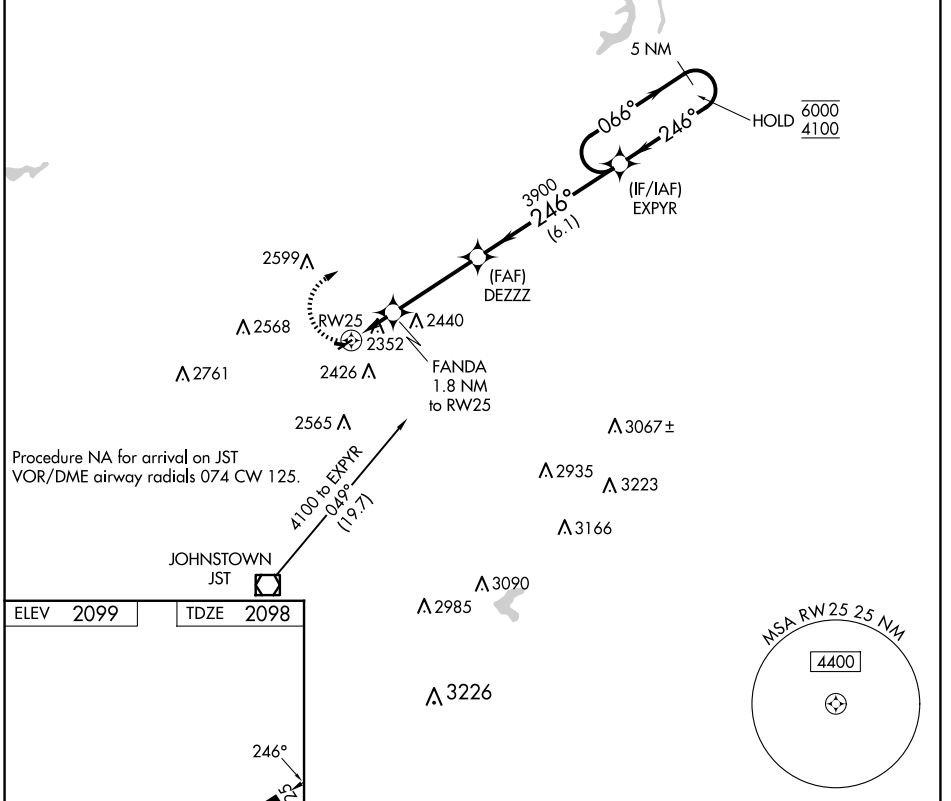 5 NM
066°
246°
HOLD 6000
4100
(IF/IAF)
EXPYR
3900
246°
(6.1)
(FAF)
DEZZZ
2599
2568
RW25
2440
2352
2761
2426
FANDA
1.8 NM
to RW25
2565
3067±
Procedure NA for arrival on JST
VOR/DME airway radials 074 CW 125.
4100 to EXPYR
049°
(19.7)
2935
3223
3166
JOHNSTOWN
JST
3090
2985
ELEV 2099
TDZE 2098
MSA RW25 25 NM
4400
3226
246°
25